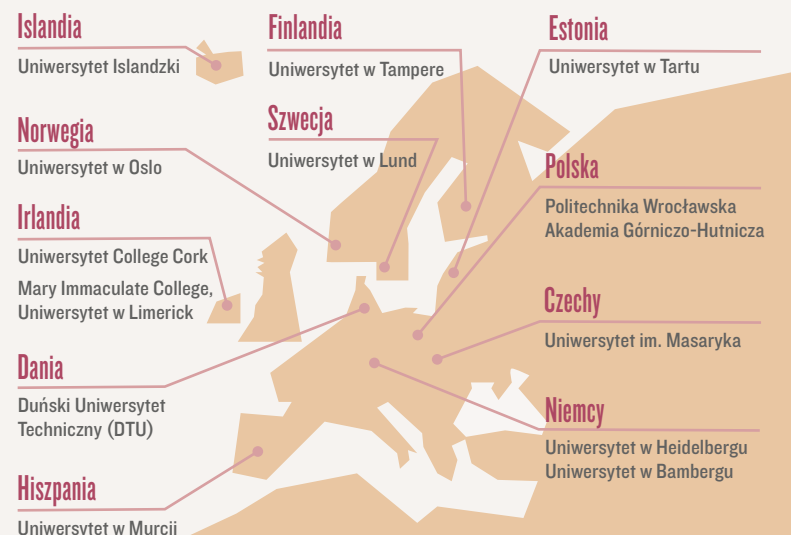 Islandia
Uniwersytet Islandzki
Finlandia
Uniwersytet w Tampere
Estonia
Uniwersytet w Tartu
Norwegia
Uniwersytet w Oslo
Szwecja
Uniwersytet w Lund
Polska
Politechnika Wrocławska
Akademia Górniczo-Hutnicza
Irlandia
Uniwersytet College Cork
Mary Immaculate College,
Uniwersytet w Limerick
Czechy
Uniwersytet im. Masaryka
Dania
Duński Uniwersytet
Techniczny (DTU)
Niemcy
Uniwersytet w Heidelbergu
Uniwersytet w Bambergu
Hiszpania
Uniwersytet w Murcji